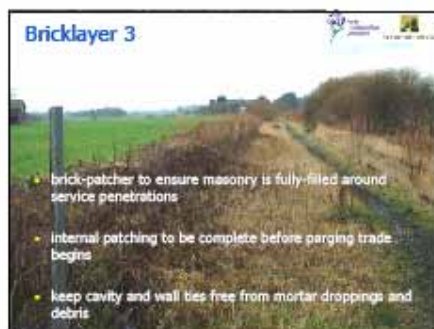 Bricklayer 3
brick-patcher to ensure masonry is fully-filled around
service penetrations
internal patching to be complete before parging trade
begins
keep cavity and wall ties free from mortar droppings and
debris